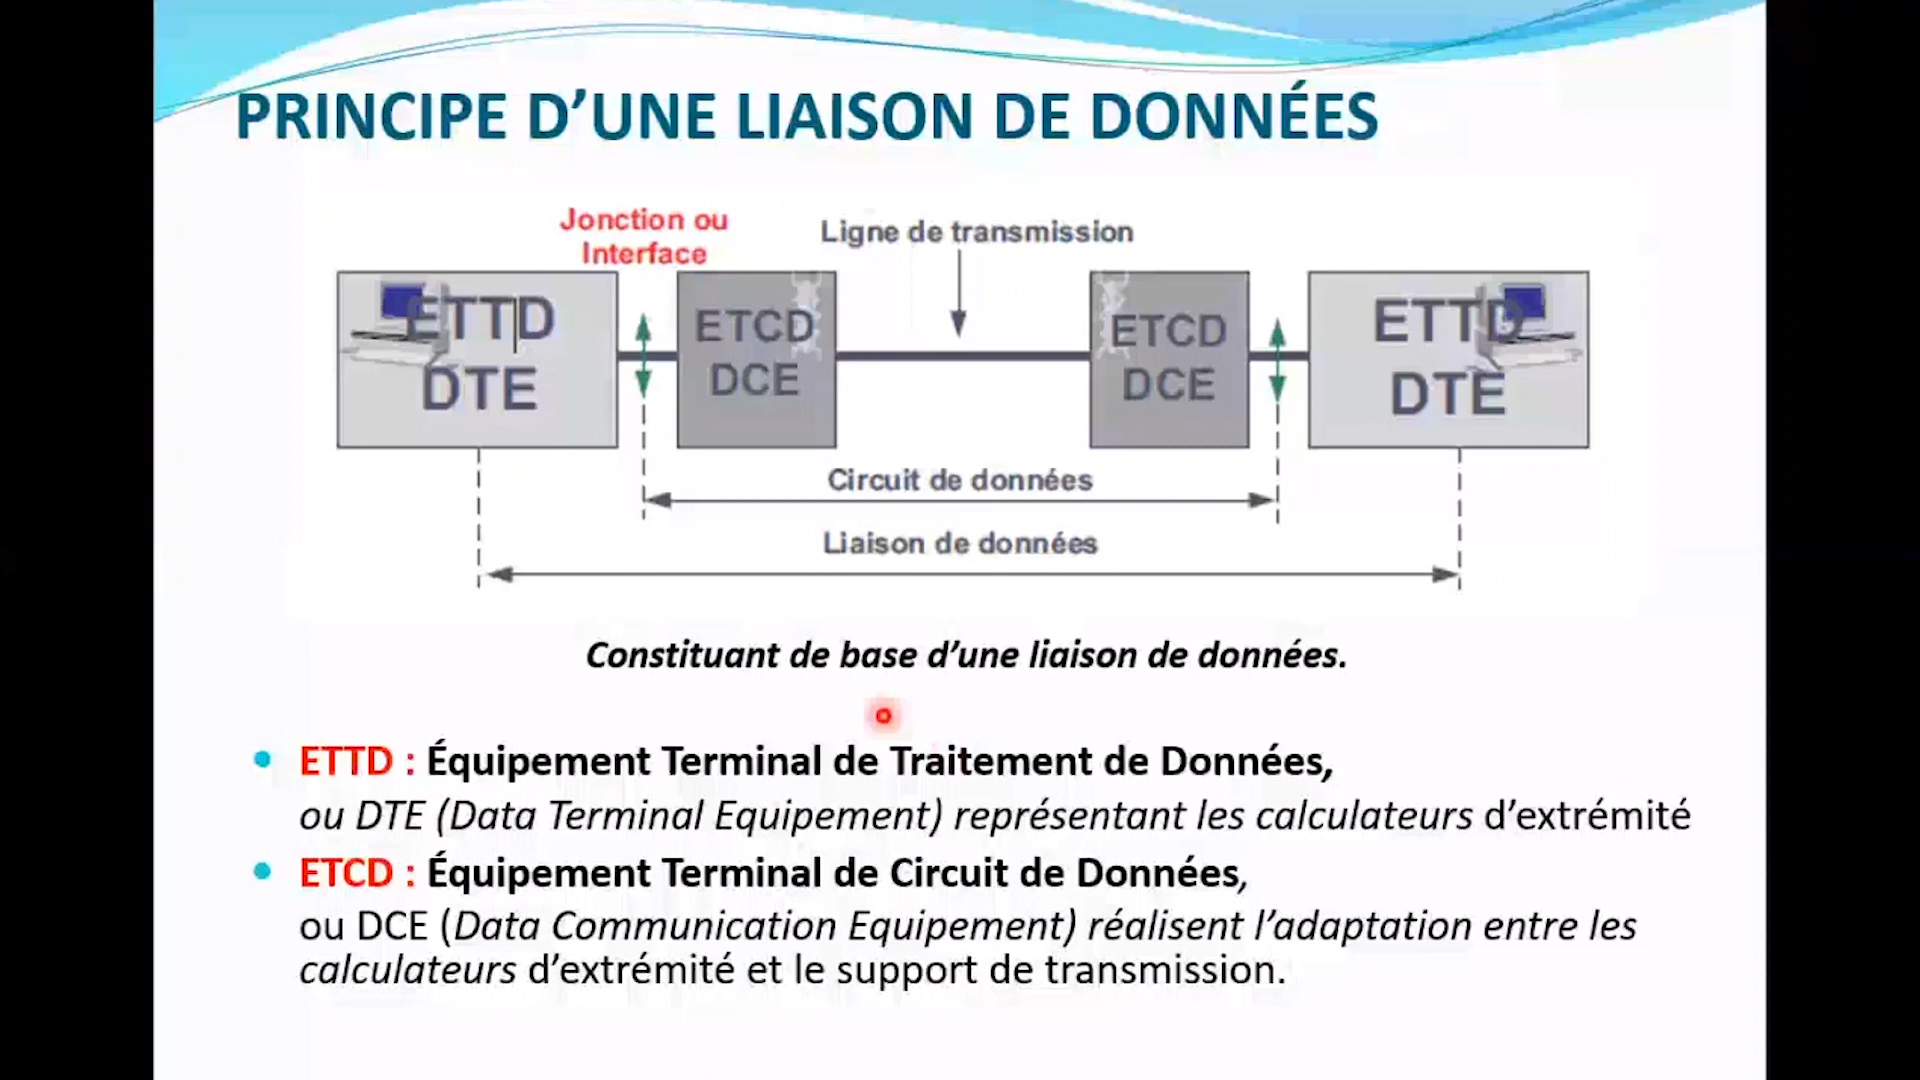 PRINCIPE D’UNE LIAISON DE DONNÉES
Jonction ou
Interface
Ligne de transmission
ETTD
DTE
ETCD
DCE
ETCD
DCE
ETTD
DTE
Circuit de données
Liaison de données
Constituant de base d’une liaison de données.
ETTD : Équipement Terminal de Traitement de Données,
ou DTE (Data Terminal Equipement) représentant les calculateurs d’extrémité
ETCD : Équipement Terminal de Circuit de Données,
ou DCE (Data Communication Equipement) réalisent l’adaptation entre les
calculateurs d’extrémité et le support de transmission.